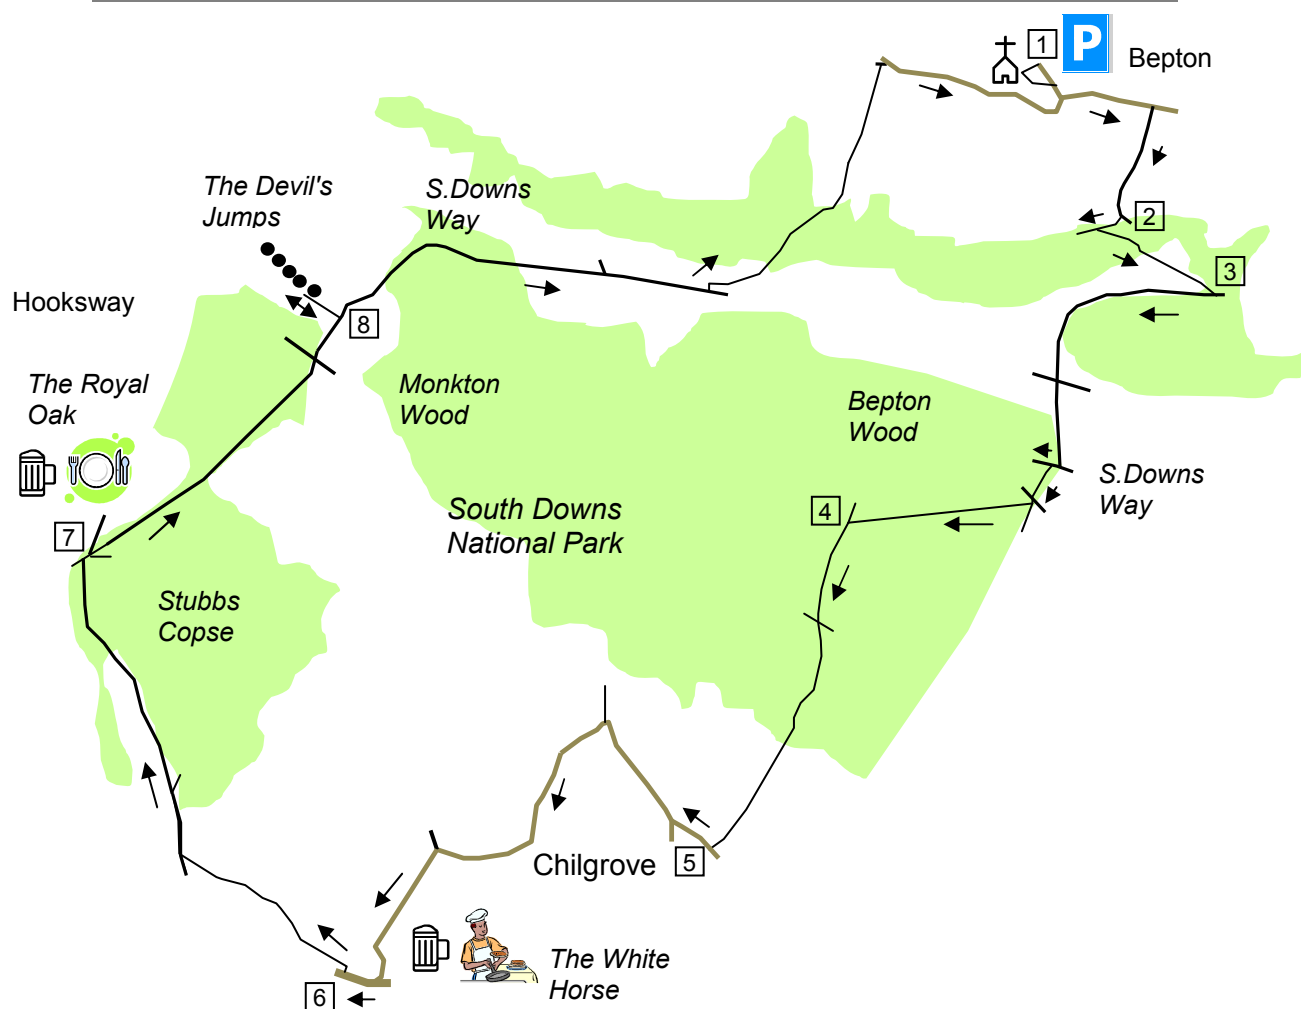 1
P
Bepton
The Devil's
Jumps
S.Downs
Way
2
3
Hooksway
8
The Royal
Oak
Monkton
Wood
Bepton
Wood
S.Downs
Way
South Downs
National Park
4
7
Stubbs
Copse
Chilgrove
5
The White
Horse
6